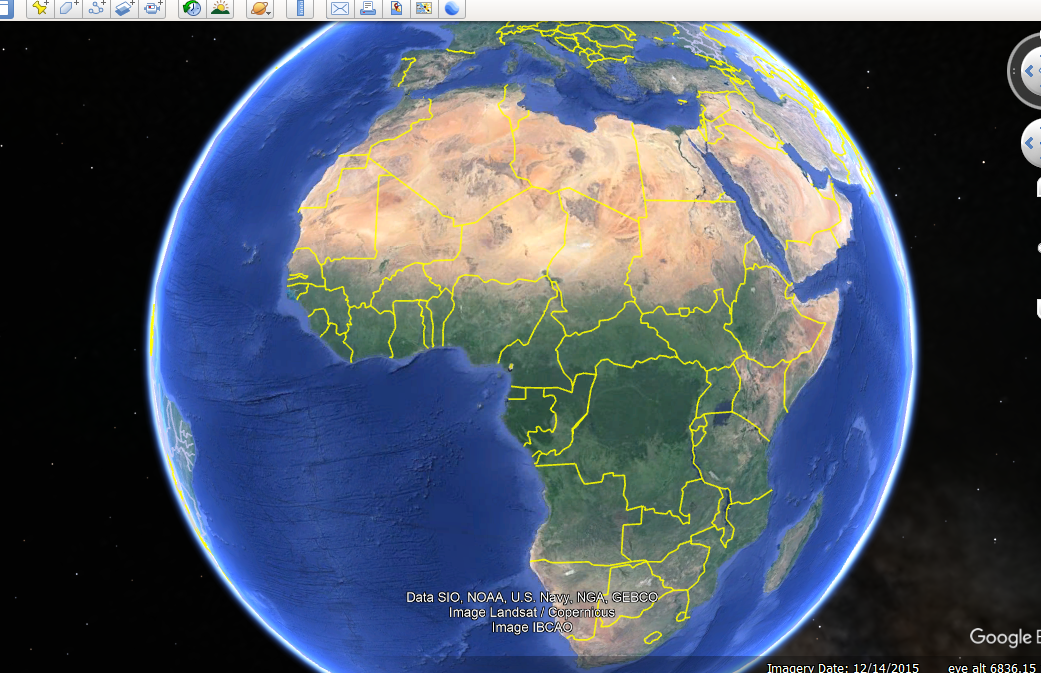 Data SIO, NOAA, U.S. Navy, NGA, GEBCO
Image Landsat / Copernicus
Image IBCAO
Google E
Imagery Date: 12/14/2015 eye alt 6836.15